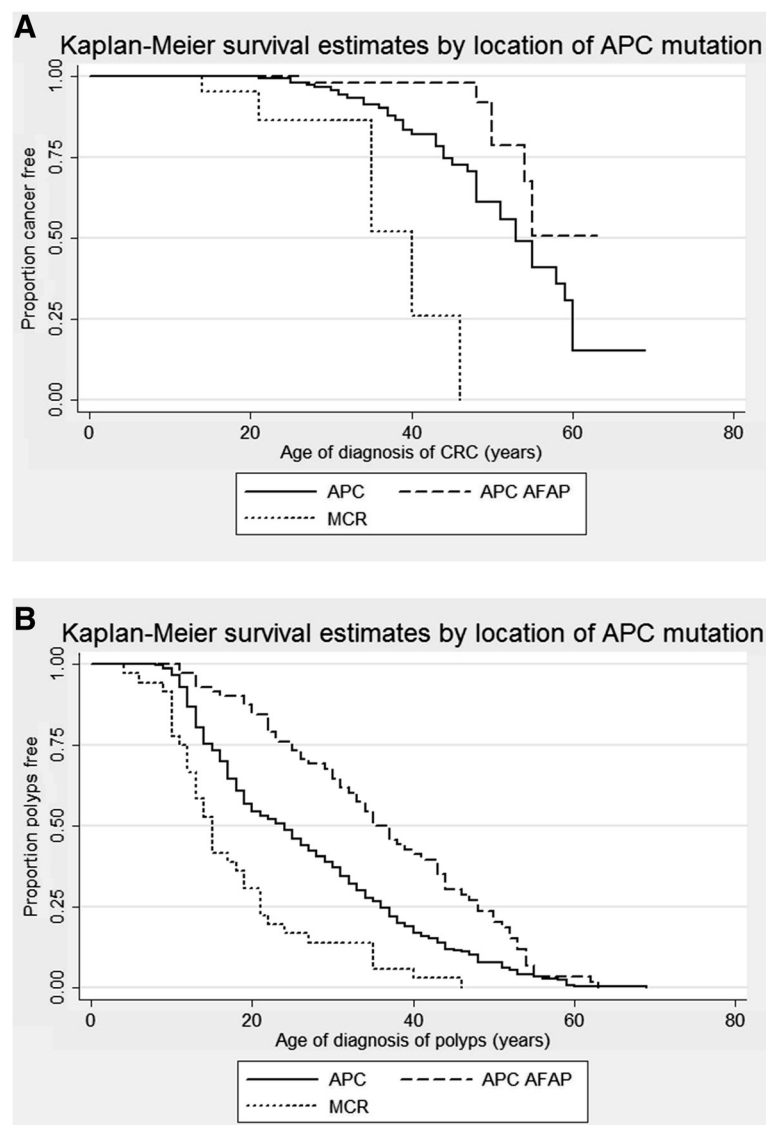 A
Kaplan-Meier survival estimates by location of APC mutation
Proportion cancer free
1.00
0.75
0.50
0.25
0.00
0 20 40 60 80
Age of diagnosis of CRC (years)
APC APC AFAP
MCR
B
Kaplan-Meier survival estimates by location of APC mutation
Proportion polyps free
1.00
0.75
0.50
0.25
0.00
0 20 40 60 80
Age of diagnosis of polyps (years)
APC APC AFAP
MCR